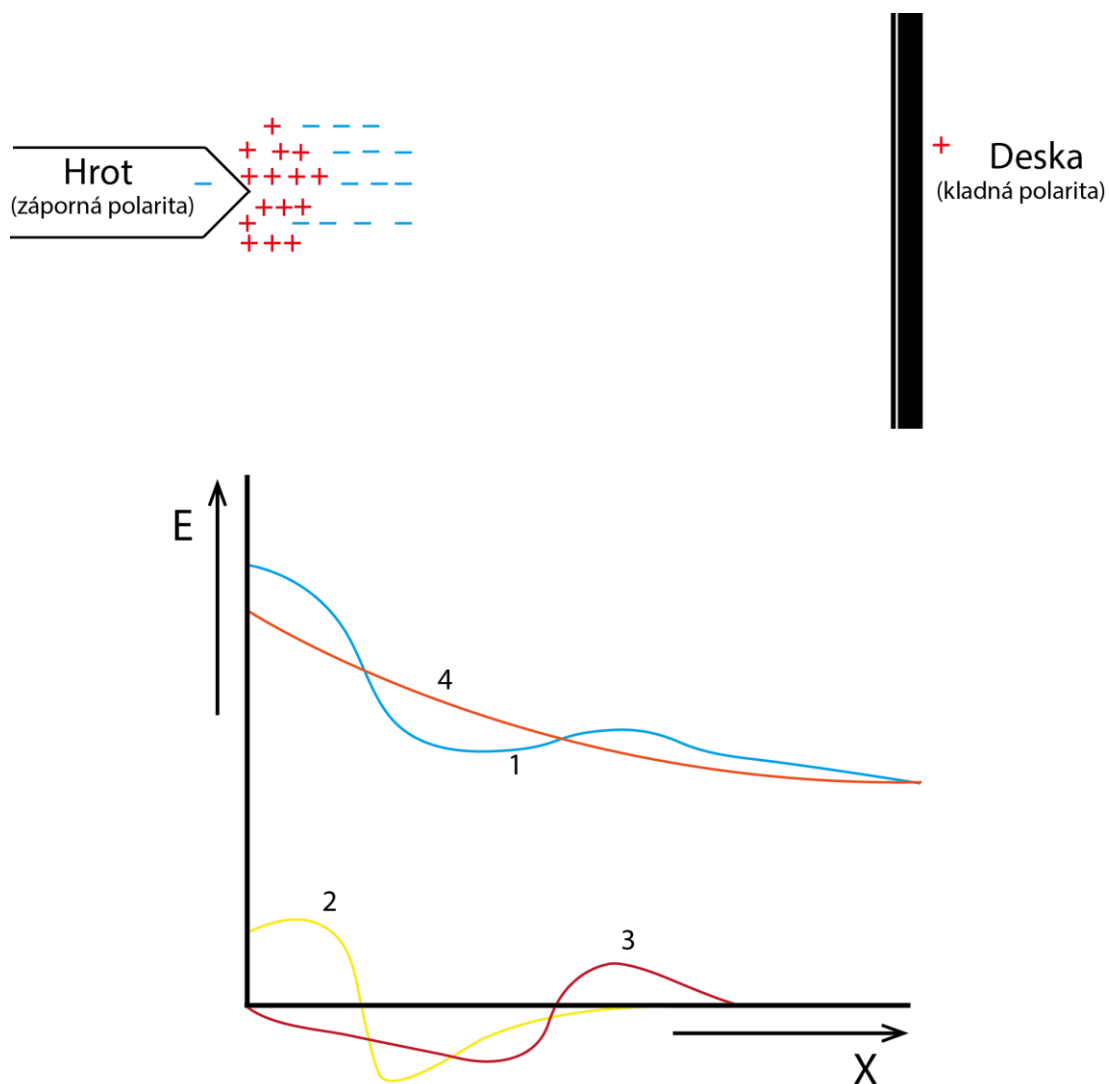 Hrot
(záporná polarita)
–
+
Deska
(kladná polarita)
E
4
1
2
3
X